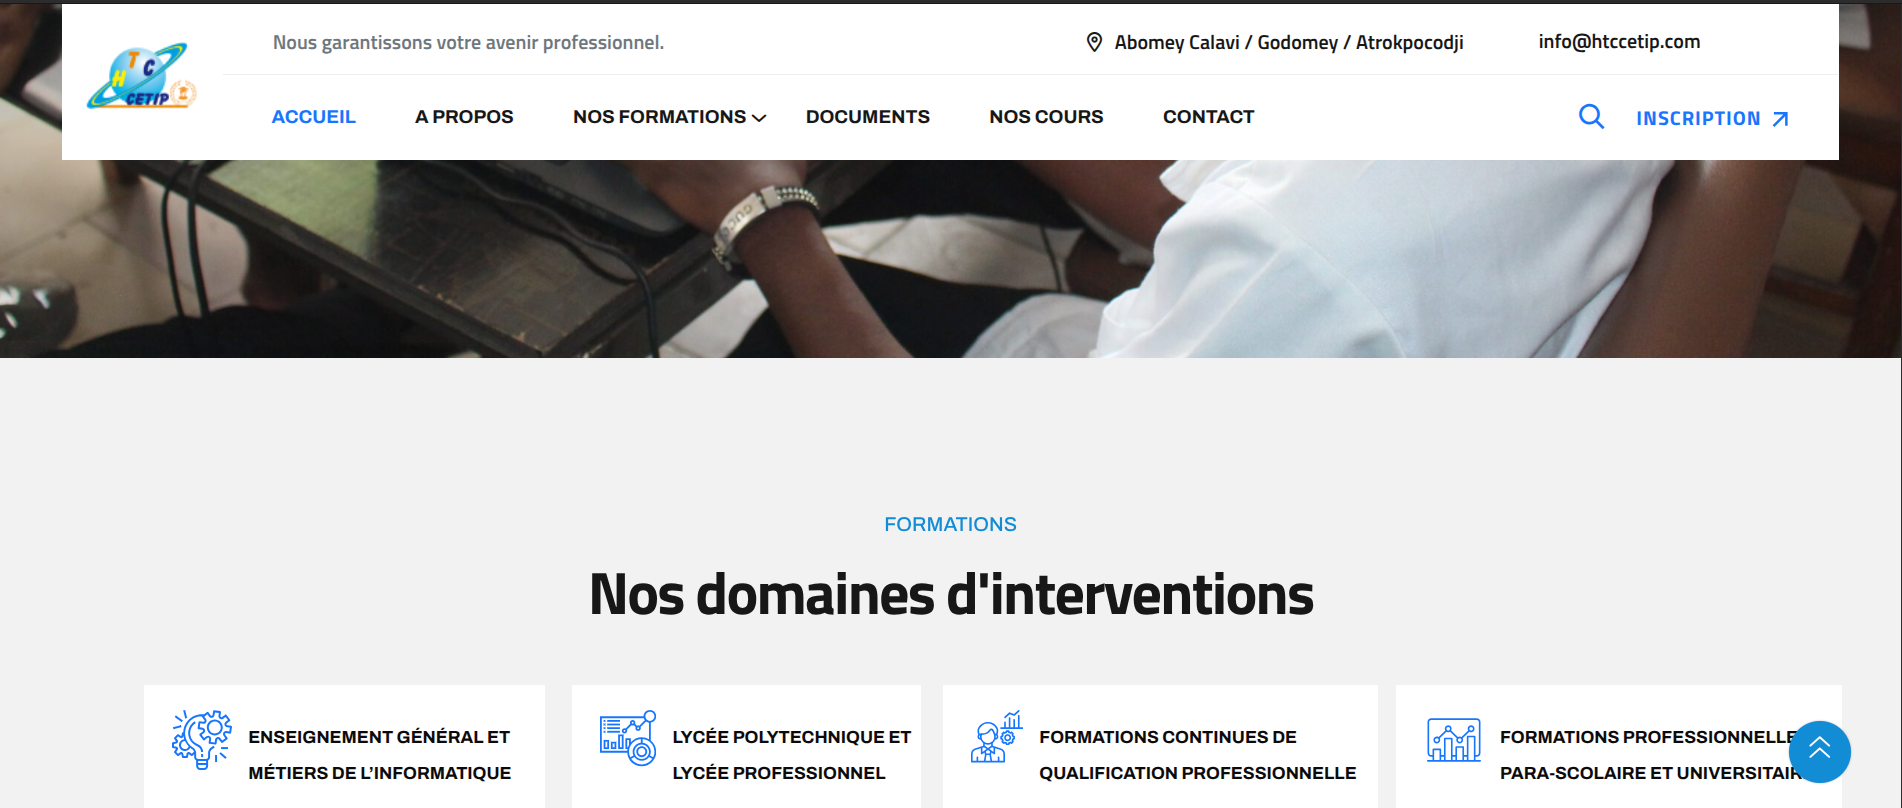 HTC
CETIP
Nous garantissons votre avenir professionnel.
Abomey Calavi / Godomey / Atrokpocodji
info@htccetip.com
ACCUEIL
A PROPOS
NOS FORMATIONS
DOCUMENTS
NOS COURS
CONTACT
INSCRIPTION
GUCCI
FORMATIONS
Nos domaines d'interventions
ENSEIGNEMENT GÉNÉRAL ET
MÉTIERS DE L’INFORMATIQUE
LYCÉE POLYTECHNIQUE ET
LYCÉE PROFESSIONNEL
FORMATIONS CONTINUES DE
QUALIFICATION PROFESSIONNELLE
FORMATIONS PROFESSIONNELLE
PARA-SCOLAIRE ET